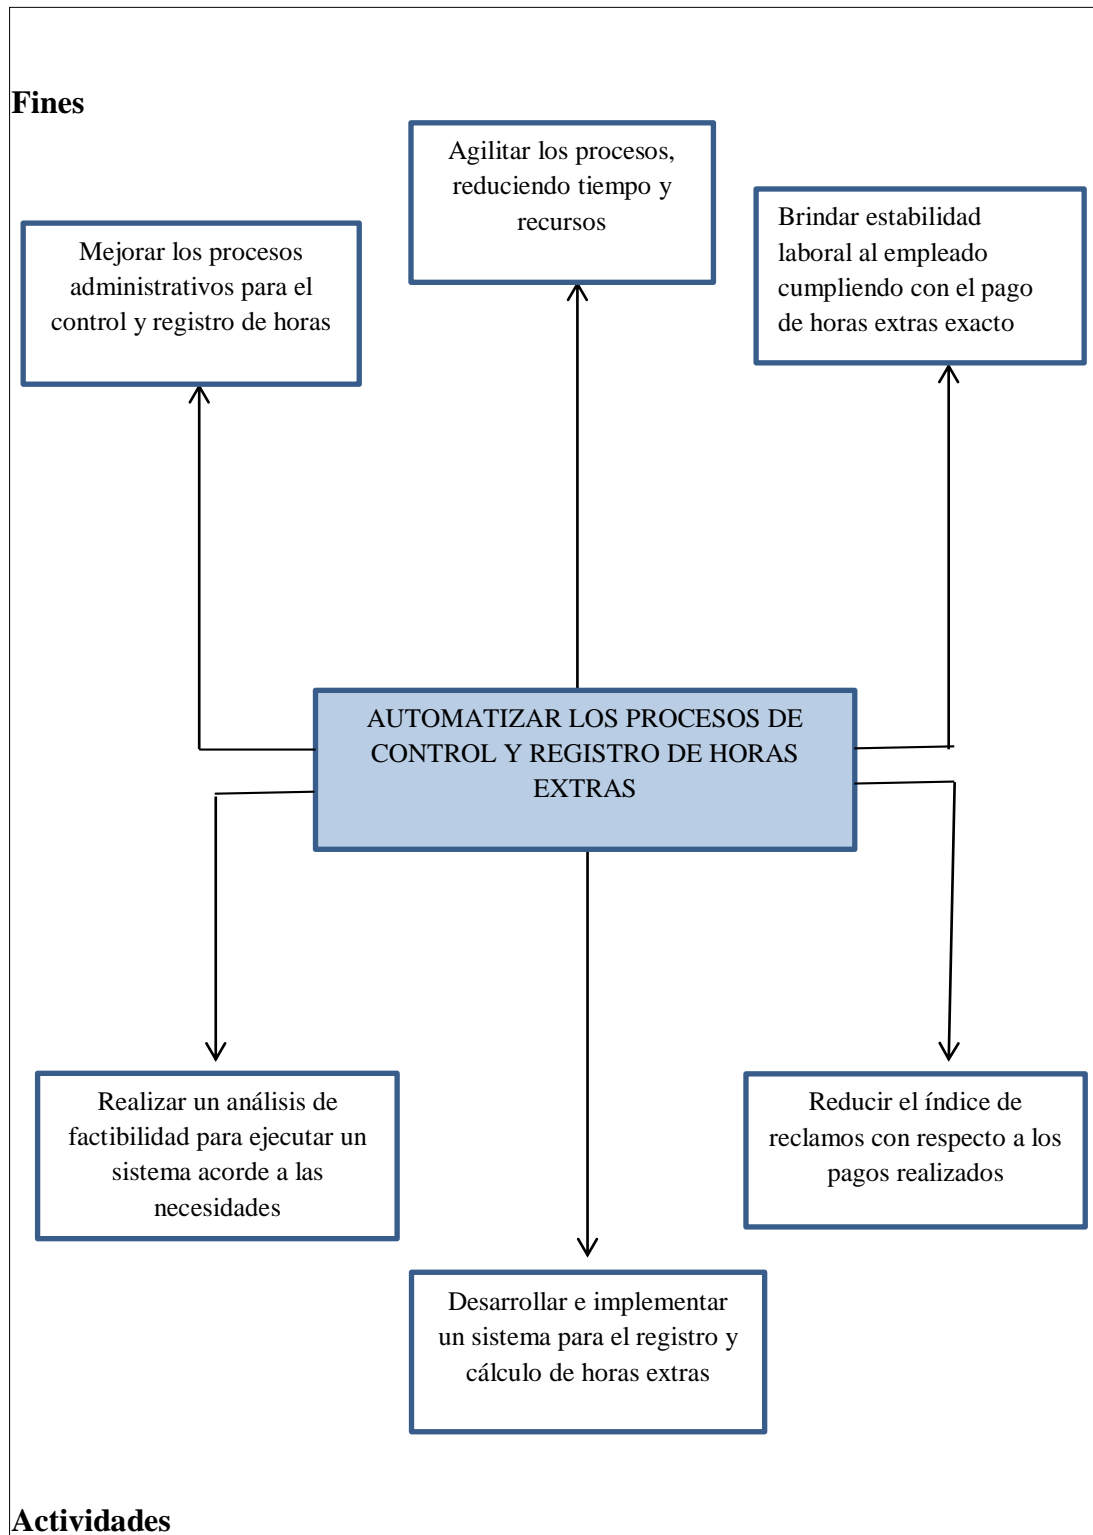 Fines
Agilitar los procesos,
reduciendo tiempo y
recursos
Mejorar los procesos
administrativos para el
control y registro de horas
Brindar estabilidad
laboral al empleado
cumpliendo con el pago
de horas extras exacto
AUTOMATIZAR LOS PROCESOS DE
CONTROL Y REGISTRO DE HORAS
EXTRAS
Realizar un análisis de
factibilidad para ejecutar un
sistema acorde a las
necesidades
Reducir el índice de
reclamos con respecto a los
pagos realizados
Desarrollar e implementar
un sistema para el registro y
cálculo de horas extras
Actividades